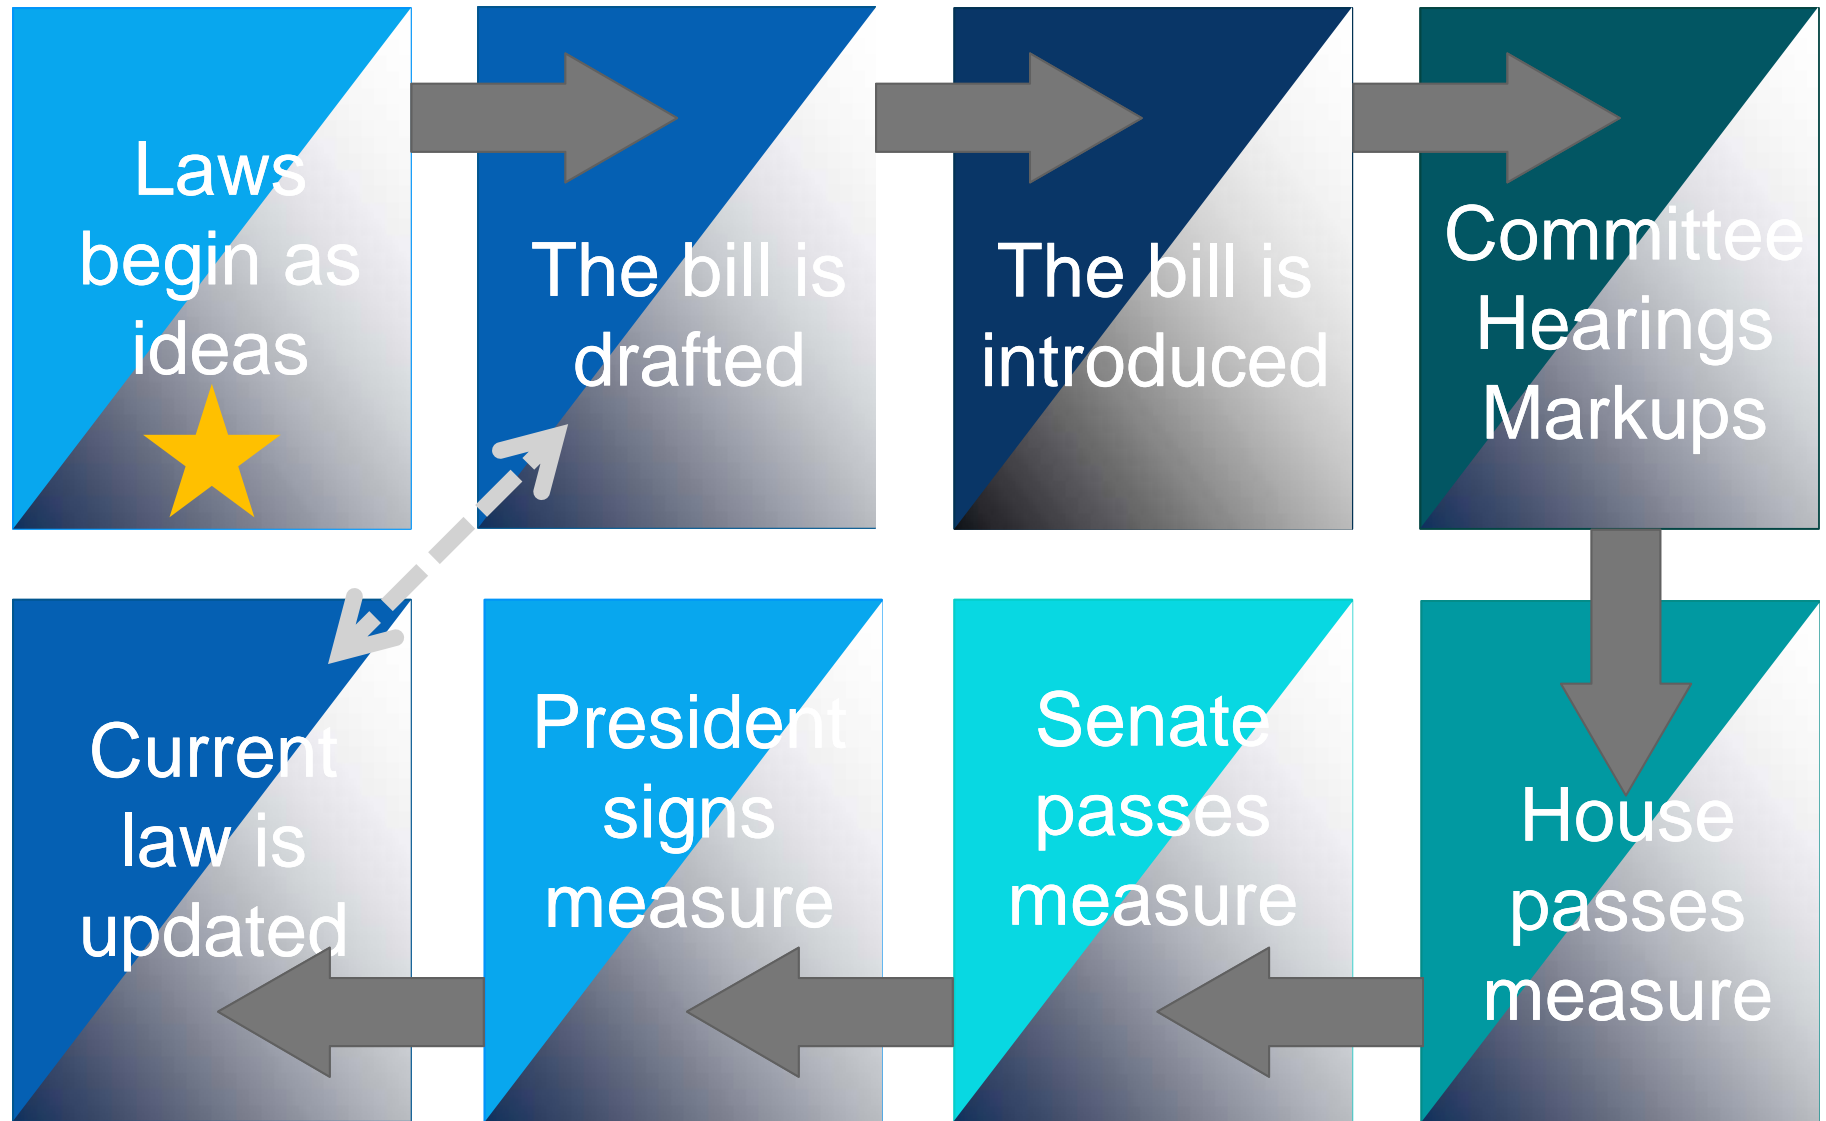 Laws
begin as
ideas
The bill is
drafted
The bill is
introduced
Committee
Hearings
Markups
Current
law is
updated
President
signs
measure
Senate
passes
measure
House
passes
measure